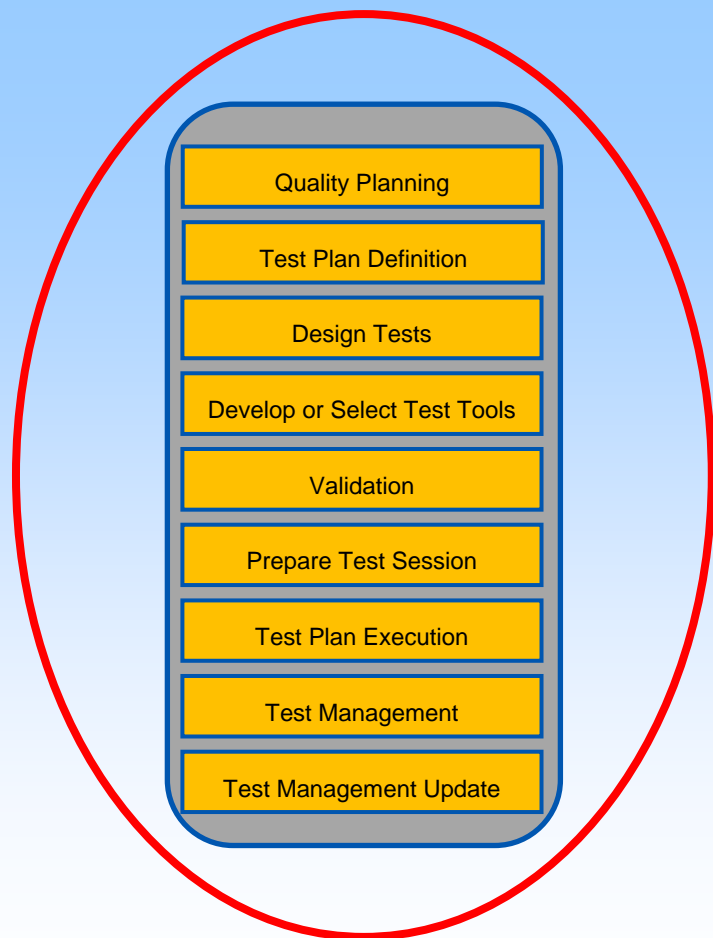 Quality Planning
Test Plan Definition
Design Tests
Develop or Select Test Tools
Validation
Prepare Test Session
Test Plan Execution
Test Management
Test Management Update